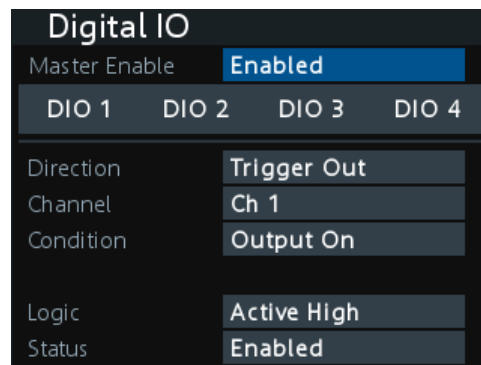 Digital IO
Master Enable Enabled
DIO 1 DIO 2 DIO 3 DIO 4
Direction Trigger Out
Channel Ch 1
Condition Output On
Logic Active High
Status Enabled